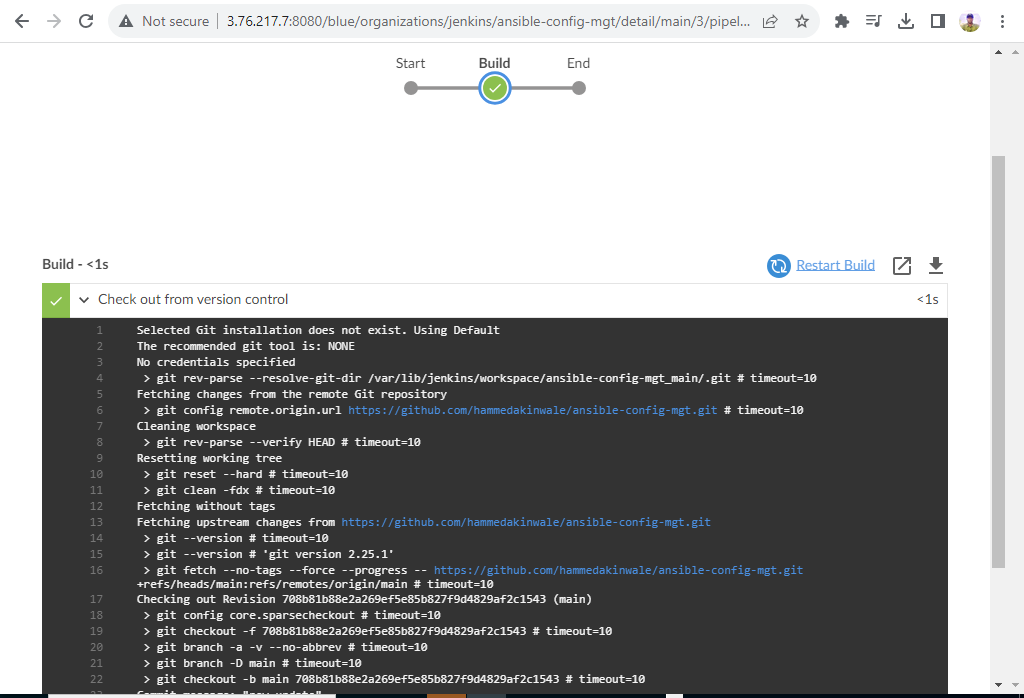 Not secure 3.76.217.7:8080/blue/organizations/jenkins/ansible-config-mgt/detail/main/3/pipel...
Start Build End
Build - <1s Restart Build
Check out from version control <1s
1 Selected Git installation does not exist. Using Default
2 The recommended git tool is: NONE
3 No credentials specified
4 > git rev-parse --resolve-git-dir /var/lib/jenkins/workspace/ansible-config-mgt_main/.git # timeout=10
5 Fetching changes from the remote Git repository
6 > git config remote.origin.url https://github.com/hammedakinwale/ansible-config-mgt.git # timeout=10
7 Cleaning workspace
8 > git rev-parse --verify HEAD # timeout=10
9 Resetting working tree
10 > git reset --hard # timeout=10
11 > git clean -fdx # timeout=10
12 Fetching without tags
13 Fetching upstream changes from https://github.com/hammedakinwale/ansible-config-mgt.git
14 > git --version # timeout=10
15 > git --version # 'git version 2.25.1'
16 > git fetch --no-tags --force --progress -- https://github.com/hammedakinwale/ansible-config-mgt.git
+refs/heads/main:refs/remotes/origin/main # timeout=10
17 Checking out Revision 708b81b88e2a269ef5e85b827f9d4829af2c1543 (main)
18 > git config core.sparsecheckout # timeout=10
19 > git checkout -f 708b81b88e2a269ef5e85b827f9d4829af2c1543 # timeout=10
20 > git branch -a -v --no-abbrev # timeout=10
21 > git branch -D main # timeout=10
22 > git checkout -b main 708b81b88e2a269ef5e85b827f9d4829af2c1543 # timeout=10
23 Commit message: "new update"